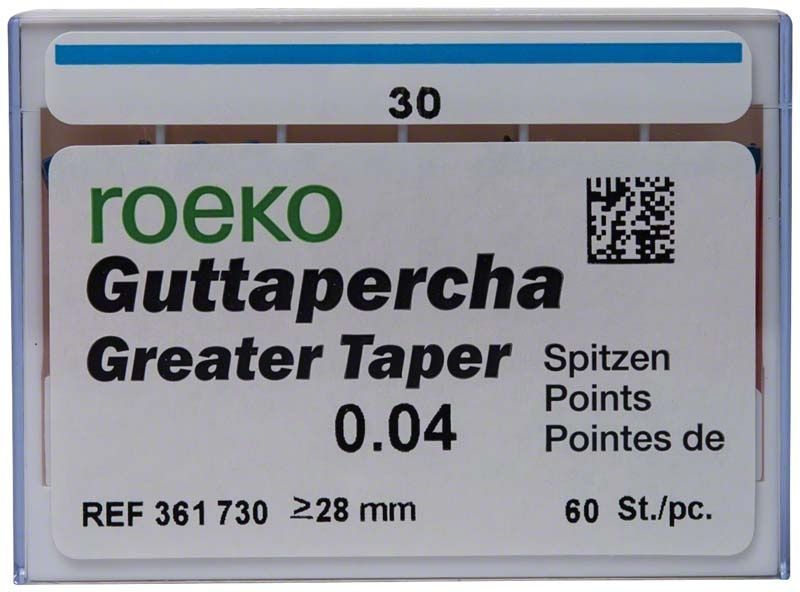 30
roeko
Guttapercha
Greater Taper
Spitzen
Points
0.04
Pointes de
REF 361 730 ≥28 mm 60 St./pc.